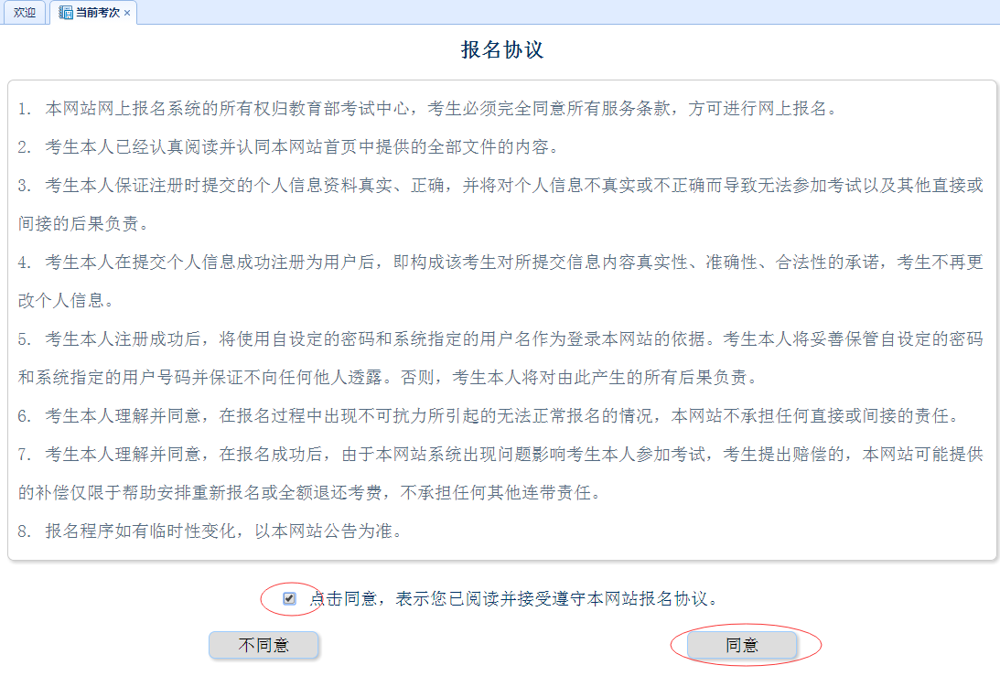 欢迎 当前考次 ×
报名协议
1. 本网站网上报名系统的所有权归教育部考试中心，考生必须完全同意所有服务条款，方可进行网上报名。
2. 考生本人已经认真阅读并认同本网站首页中提供的全部文件的内容。
3. 考生本人保证注册时提交的个人信息资料真实、正确，并将对个人信息不真实或不正确而导致无法参加考试以及其他直接或
间接的后果负责。
4. 考生本人在提交个人信息成功注册为用户后，即构成该考生对所提交信息内容真实性、准确性、合法性的承诺，考生不再更
改个人信息。
5. 考生本人注册成功后，将使用自设定的密码和系统指定的用户名作为登录本网站的依据。考生本人将妥善保管自设定的密码
和系统指定的用户号码并保证不向任何他人透露。否则，考生本人将对由此产生的所有后果负责。
6. 考生本人理解并同意，在报名过程中出现不可抗力所引起的无法正常报名的情况，本网站不承担任何直接或间接的责任。
7. 考生本人理解并同意，在报名成功后，由于本网站系统出现问题影响考生本人参加考试，考生提出赔偿的，本网站可能提供
的补偿仅限于帮助安排重新报名或全额退还考费，不承担任何其他连带责任。
8. 报名程序如有临时性变化，以本网站公告为准。
点击同意，表示您已阅读并接受遵守本网站报名协议。
不同意 同意